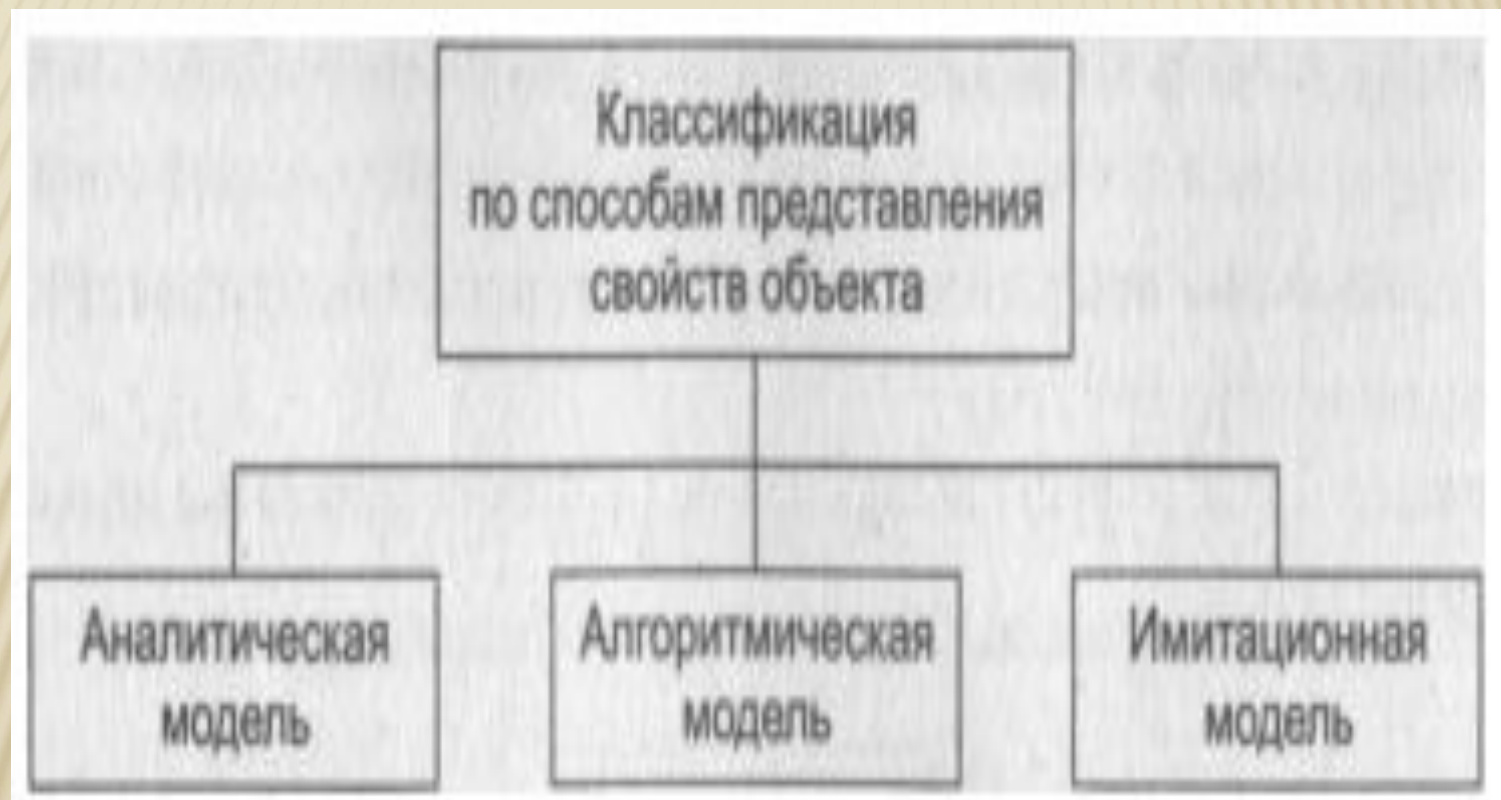 Классификация
по способам представления
свойств объекта
Аналитическая
модель
Алгоритмическая
модель
Имитационная
модель